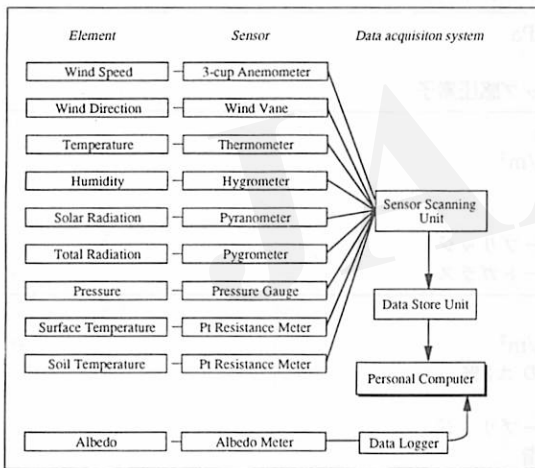 Element Sensor Data acquisiton system
Wind Speed 3-cup Anemometer
Wind Direction Wind Vane
Temperature Thermometer
Humidity Hygrometer
Solar Radiation Pyranometer
Sensor Scanning
Unit
Total Radiation Pygrometer
Pressure Pressure Gauge
Data Store Unit
Surface Temperature Pt Resistance Meter
Soil Temperature Pt Resistance Meter
Personal Computer
Albedo Albedo Meter Data Logger